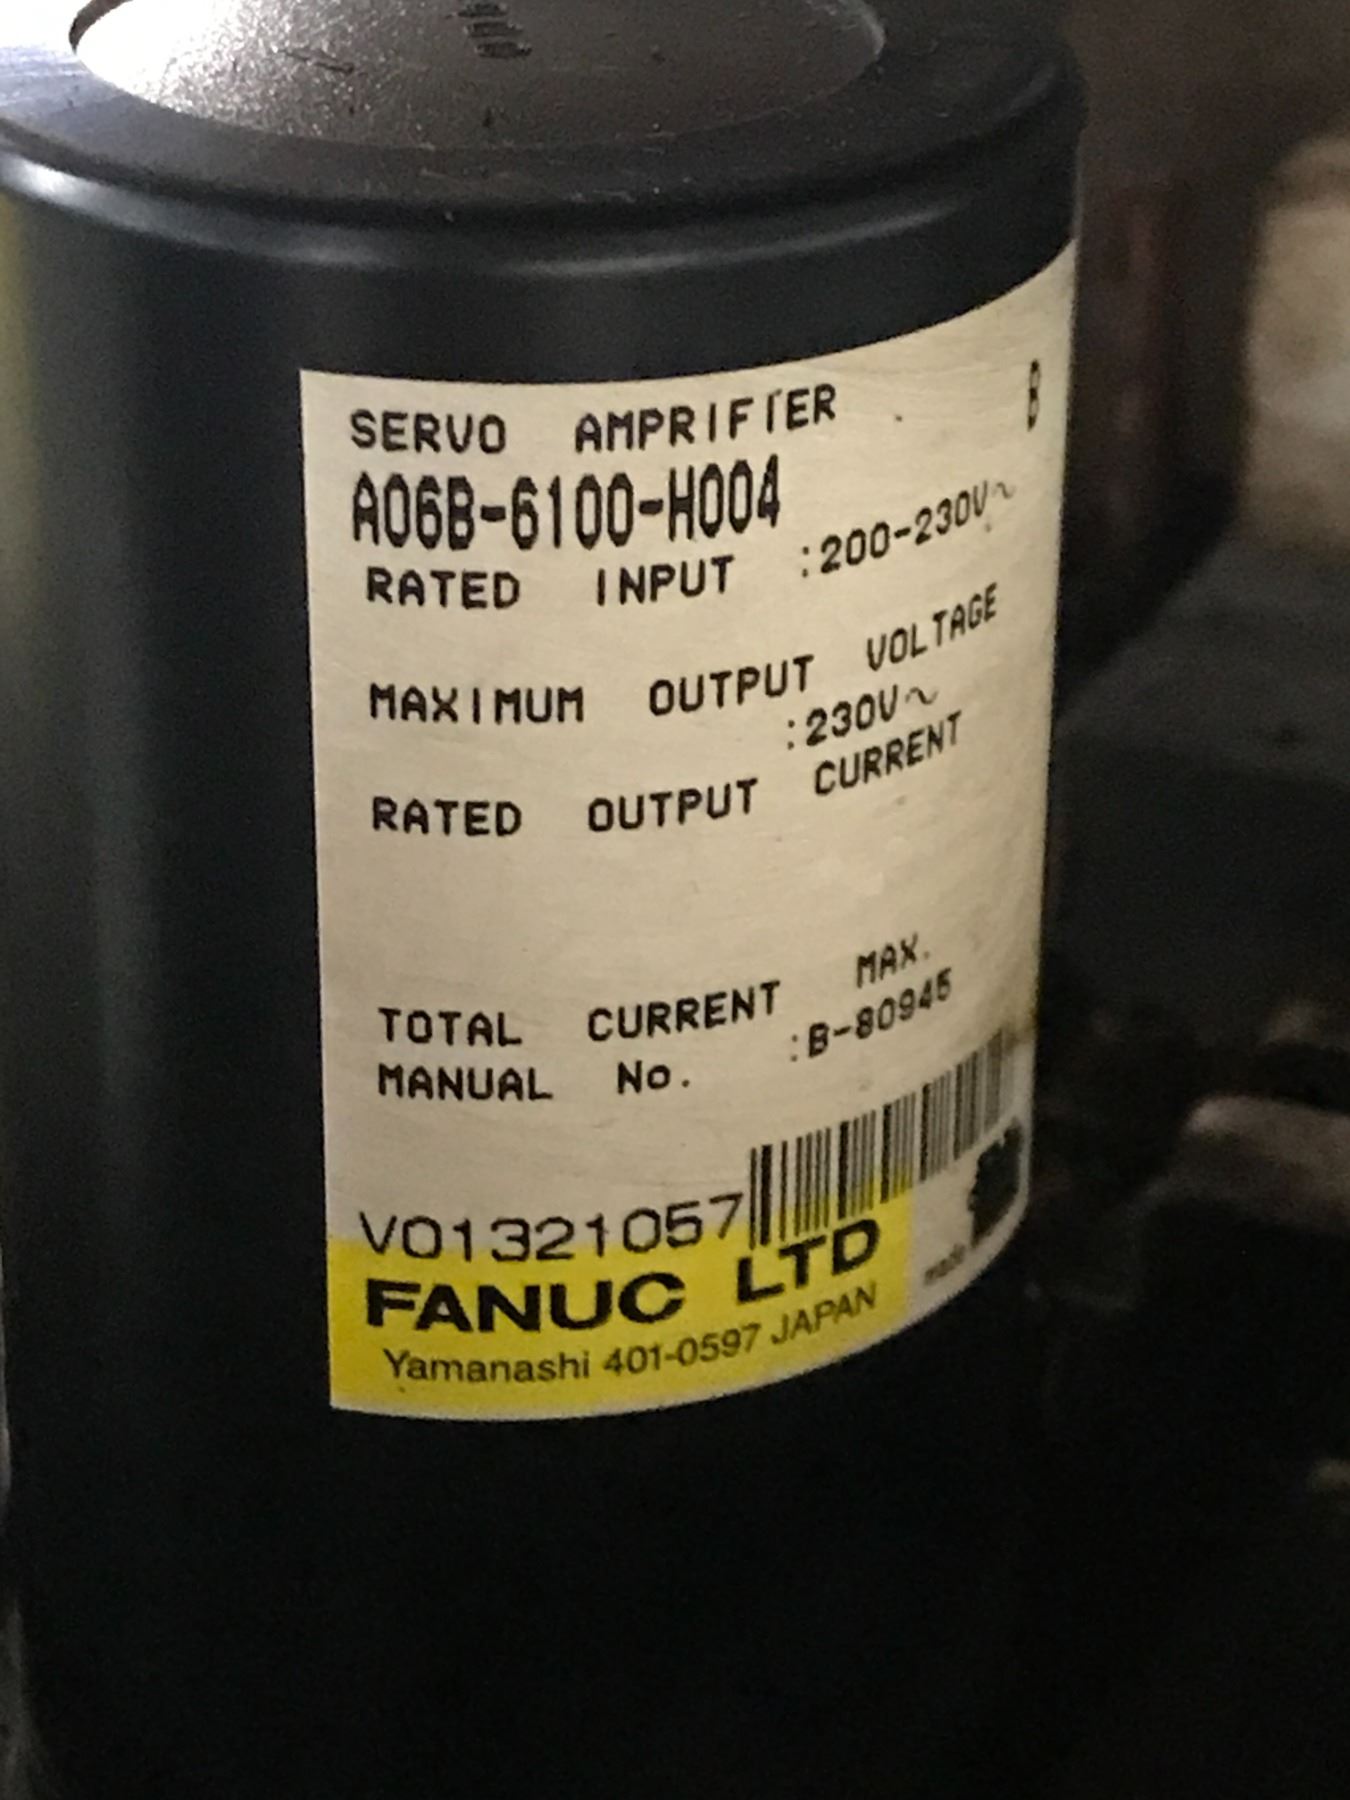 SERVO AMPRIFIER B
A06B-6100-H004
RATED INPUT :200-230V~
MAXIMUM OUTPUT VOLTAGE
:230V~
RATED OUTPUT CURRENT
TOTAL CURRENT MAX.
MANUAL No. :B-80945
V01321057
FANUC LTD
Yamanashi 401-0597 JAPAN
made